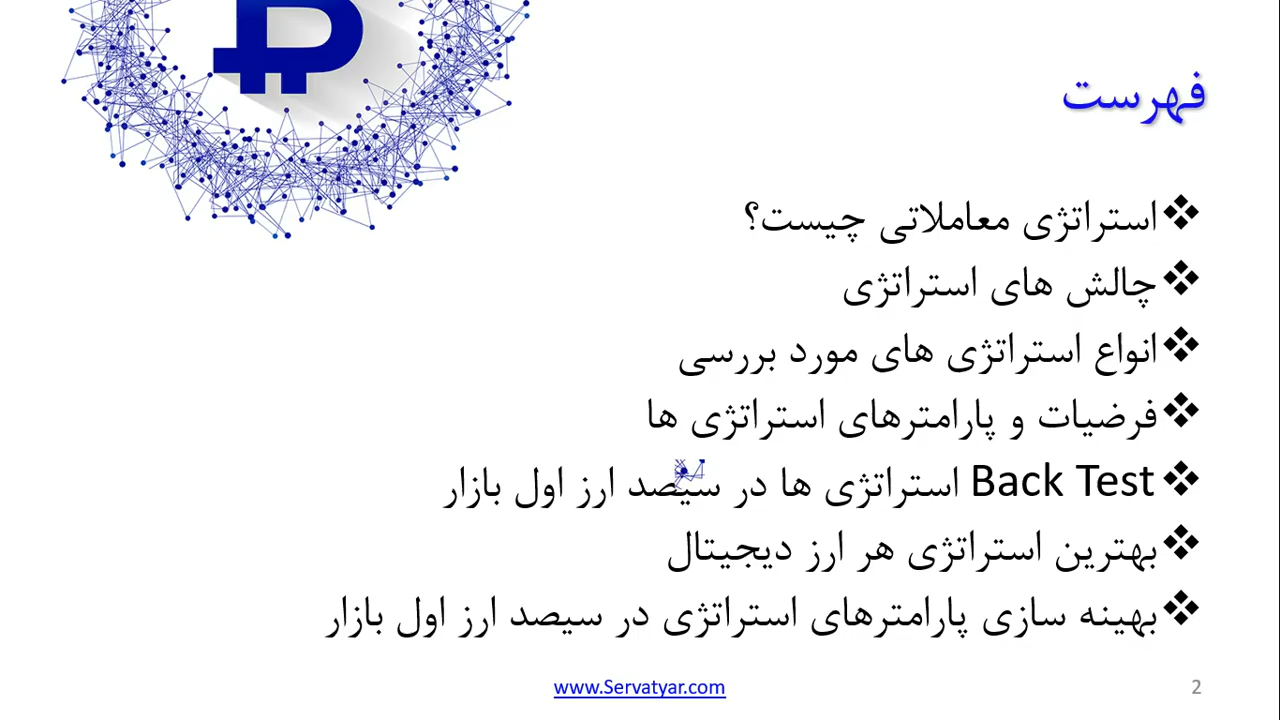 فهرست
❖استراتژی معاملاتی چیست؟
❖چالش های استراتژی
❖انواع استراتژی های مورد بررسی
❖فرضیات و پارامترهای استراتژی ها
❖Back Test استراتژی ها در سیصد ارز اول بازار
❖بهترین استراتژی هر ارز دیجیتال
❖بهینه سازی پارامترهای استراتژی در سیصد ارز اول بازار
www.Servatyar.com
2